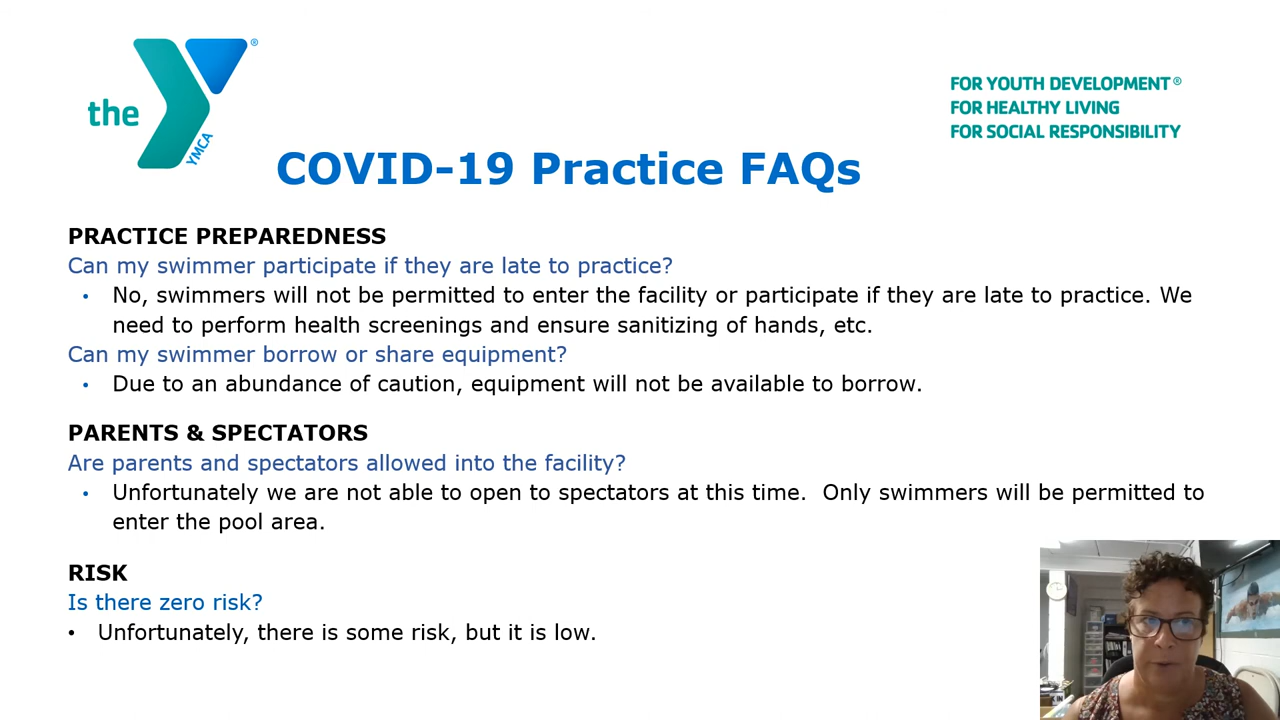 the
YMCA
®
FOR YOUTH DEVELOPMENT®
FOR HEALTHY LIVING
FOR SOCIAL RESPONSIBILITY
COVID-19 Practice FAQs
PRACTICE PREPAREDNESS
Can my swimmer participate if they are late to practice?
• No, swimmers will not be permitted to enter the facility or participate if they are late to practice. We
need to perform health screenings and ensure sanitizing of hands, etc.
Can my swimmer borrow or share equipment?
• Due to an abundance of caution, equipment will not be available to borrow.
PARENTS & SPECTATORS
Are parents and spectators allowed into the facility?
• Unfortunately we are not able to open to spectators at this time.  Only swimmers will be permitted to
enter the pool area.
RISK
Is there zero risk?
• Unfortunately, there is some risk, but it is low.